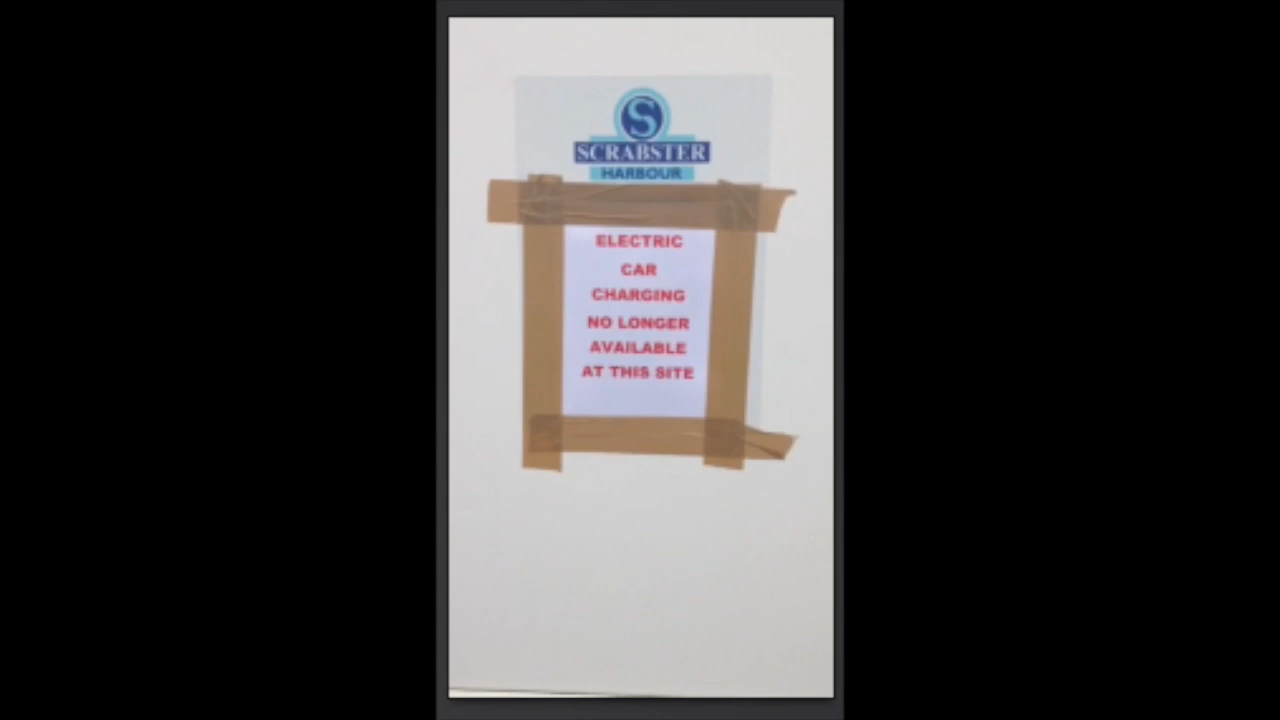 S
SCRABSTER
HARBOUR
ELECTRIC
CAR
CHARGING
NO LONGER
AVAILABLE
AT THIS SITE